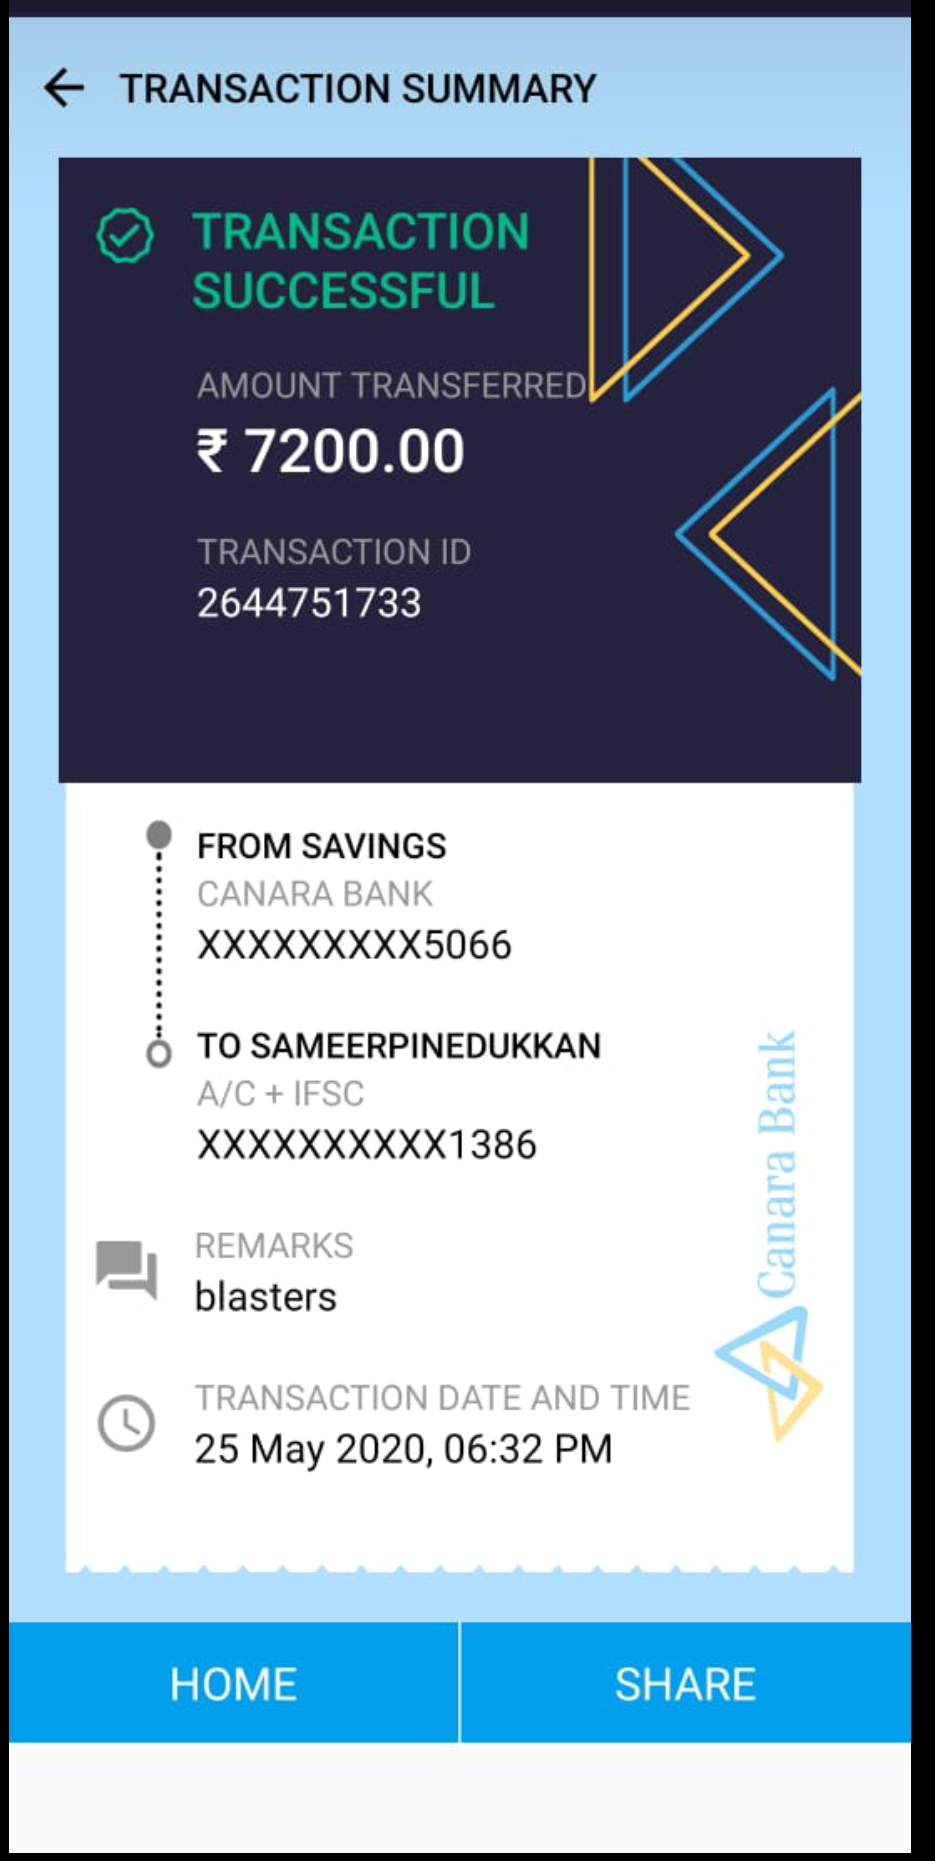 TRANSACTION SUMMARY
TRANSACTION
SUCCESSFUL
AMOUNT TRANSFERRED
₹ 7200.00
TRANSACTION ID
2644751733
FROM SAVINGS
CANARA BANK
XXXXXXXXX5066
TO SAMEERPINEDUKKAN
A/C + IFSC
XXXXXXXXXX1386
REMARKS
blasters
TRANSACTION DATE AND TIME
25 May 2020, 06:32 PM
Canara Bank
HOME
SHARE